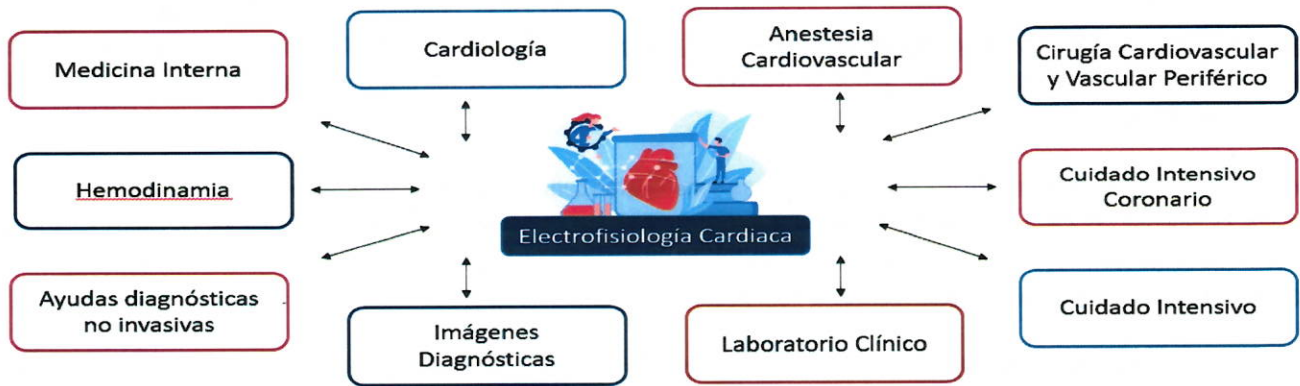 Medicina Interna
Cardiología
Anestesia
Cardiovascular
Cirugía Cardiovascular
y Vascular Periférico
Hemodinamia
Cuidado Intensivo
Coronario
Electrofisiología Cardiaca
Ayudas diagnósticas
no invasivas
Imágenes
Diagnósticas
Laboratorio Clínico
Cuidado Intensivo